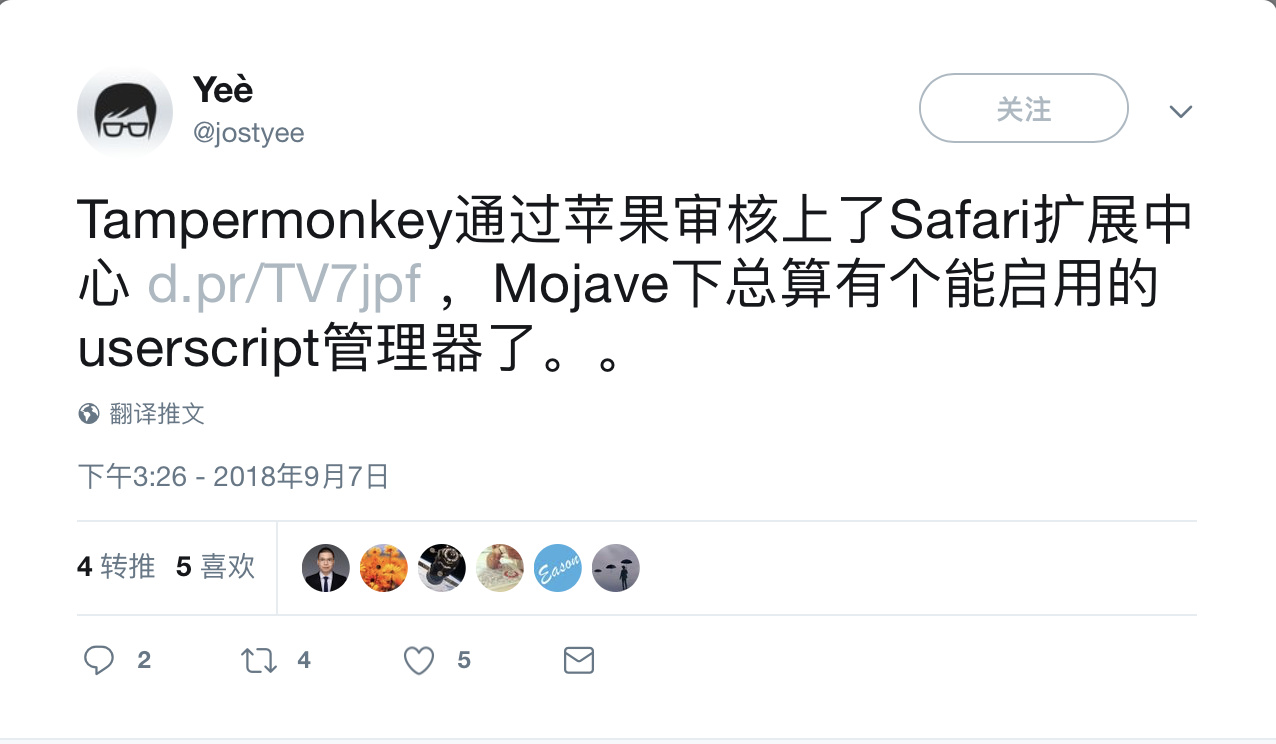 Yeè
@jostyee
关注
Tampermonkey通过苹果审核上了Safari扩展中
心 d.pr/TV7jpf ，Mojave下总算有个能启用的
userscript管理器了。。
翻译推文
下午3:26 - 2018年9月7日
4 转推 5 喜欢
Eason
2 4 5